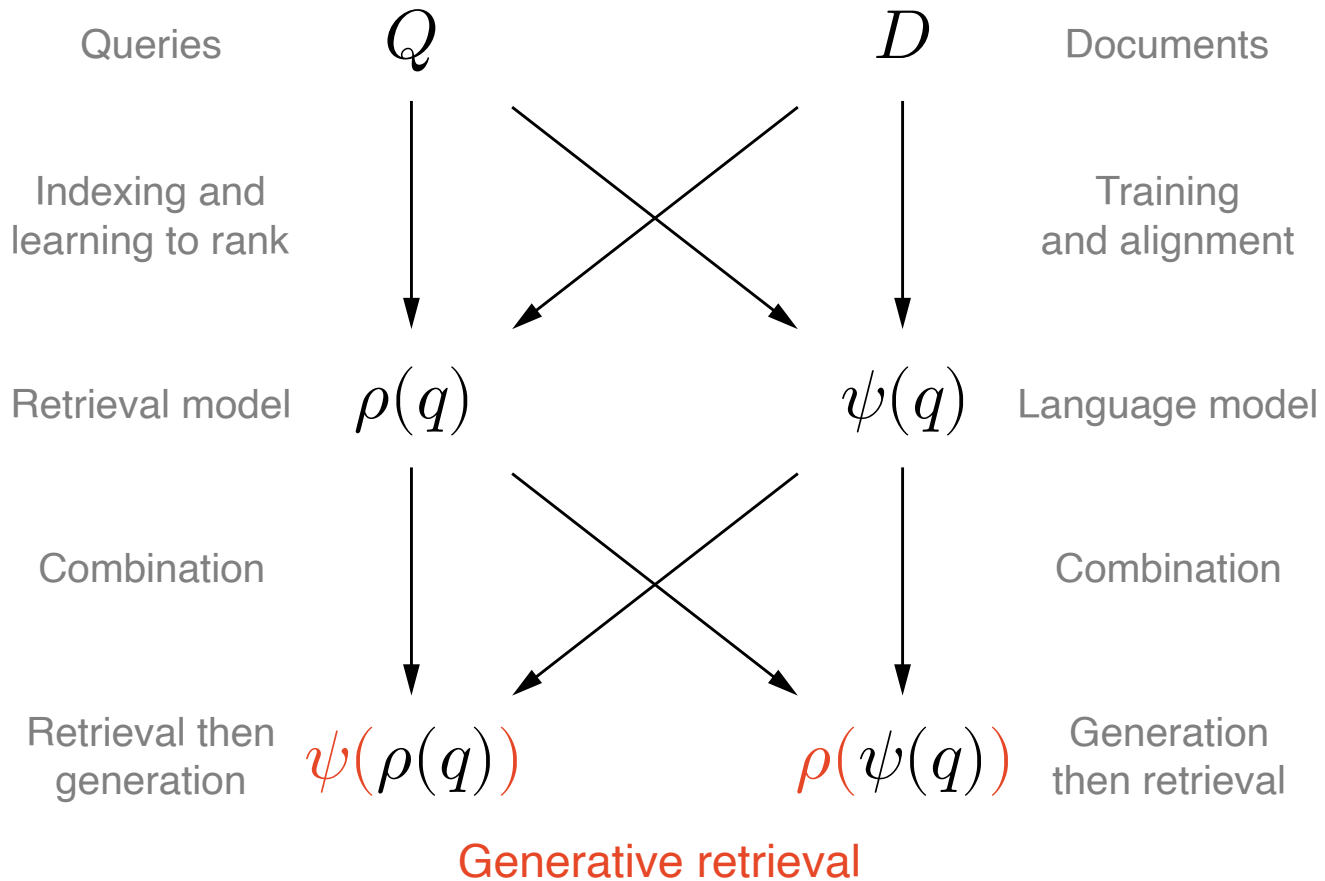 Queries Q D Documents
Indexing and
learning to rank
Training
and alignment
Retrieval model ρ(q) ψ(q) Language model
Combination Combination
Retrieval then
generation
ψ(ρ(q)) ρ(ψ(q))
Generation
then retrieval
Generative retrieval